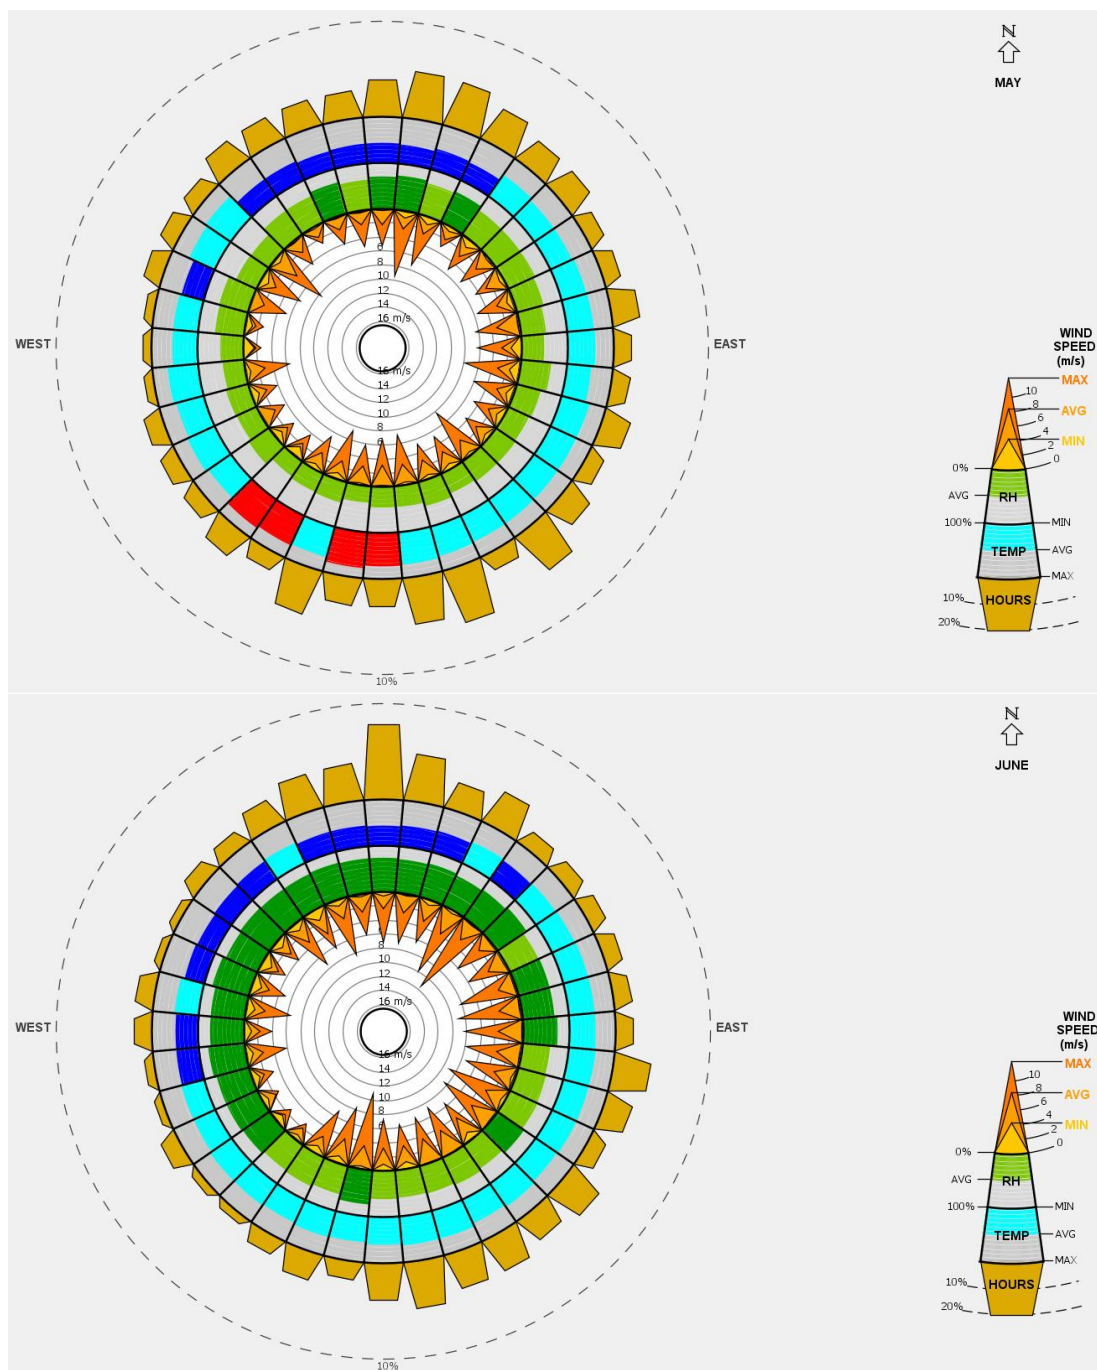 N
MAY
6
8
10
12
14
16 m/s
WEST
EAST
16 m/s
14
12
10
8
6
10%
WIND
SPEED
(m/s)
MAX
10
8
AVG
6
4
MIN
2
0
0%
AVG
RH
100%
MIN
TEMP
AVG
MAX
HOURS
10%
20%
N
JUNE
8
10
12
14
16 m/s
WEST
EAST
16 m/s
14
12
10
8
6
10%
WIND
SPEED
(m/s)
MAX
10
8
AVG
6
4
MIN
2
0
0%
AVG
RH
100%
MIN
TEMP
AVG
MAX
HOURS
10%
20%